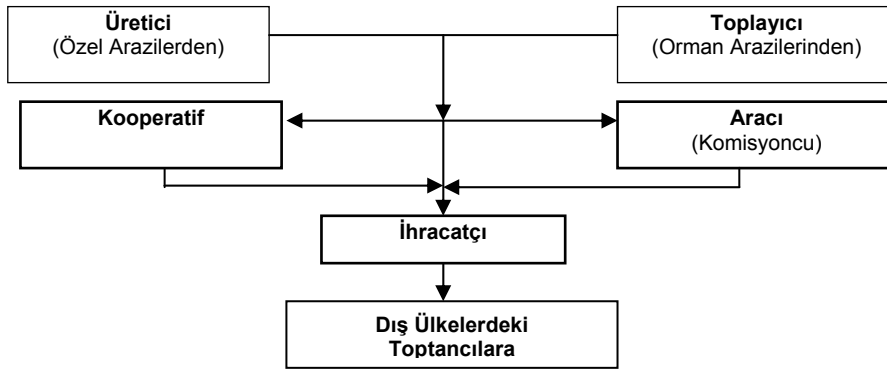 Üretici
(Özel Arazilerden)
Toplayıcı
(Orman Arazilerinden)
Kooperatif
Aracı
(Komisyoncu)
İhracatçı
Dış Ülkelerdeki
Toptancılara